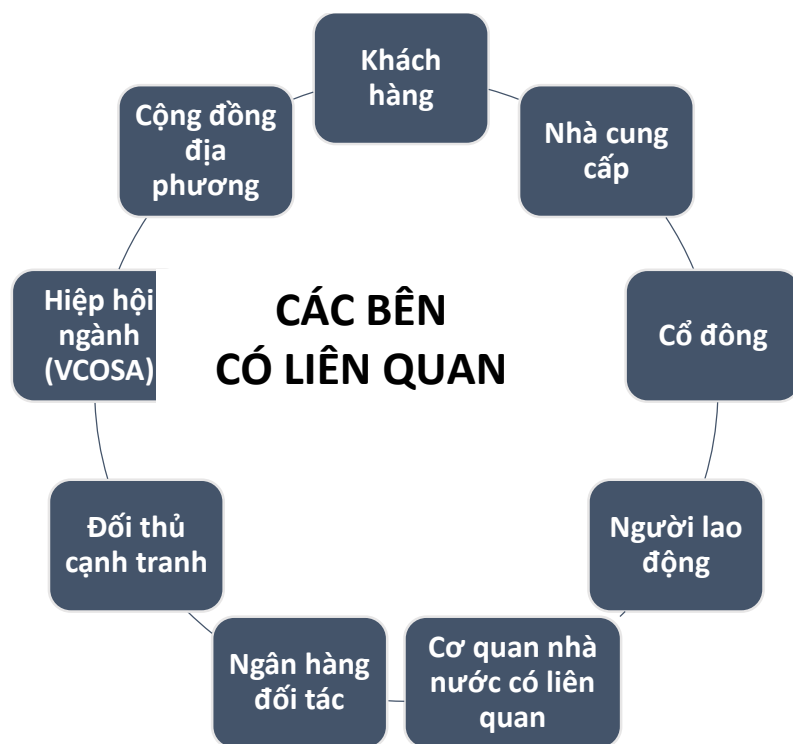 Khách
hàng
Nhà cung
cấp
Cổ đông
Người lao
động
Cơ quan nhà
nước có liên
quan
Ngân hàng
đối tác
Đối thủ
cạnh tranh
Hiệp hội
ngành
(VCOSA)
Cộng đồng
địa
phương
CÁC BÊN
CÓ LIÊN QUAN